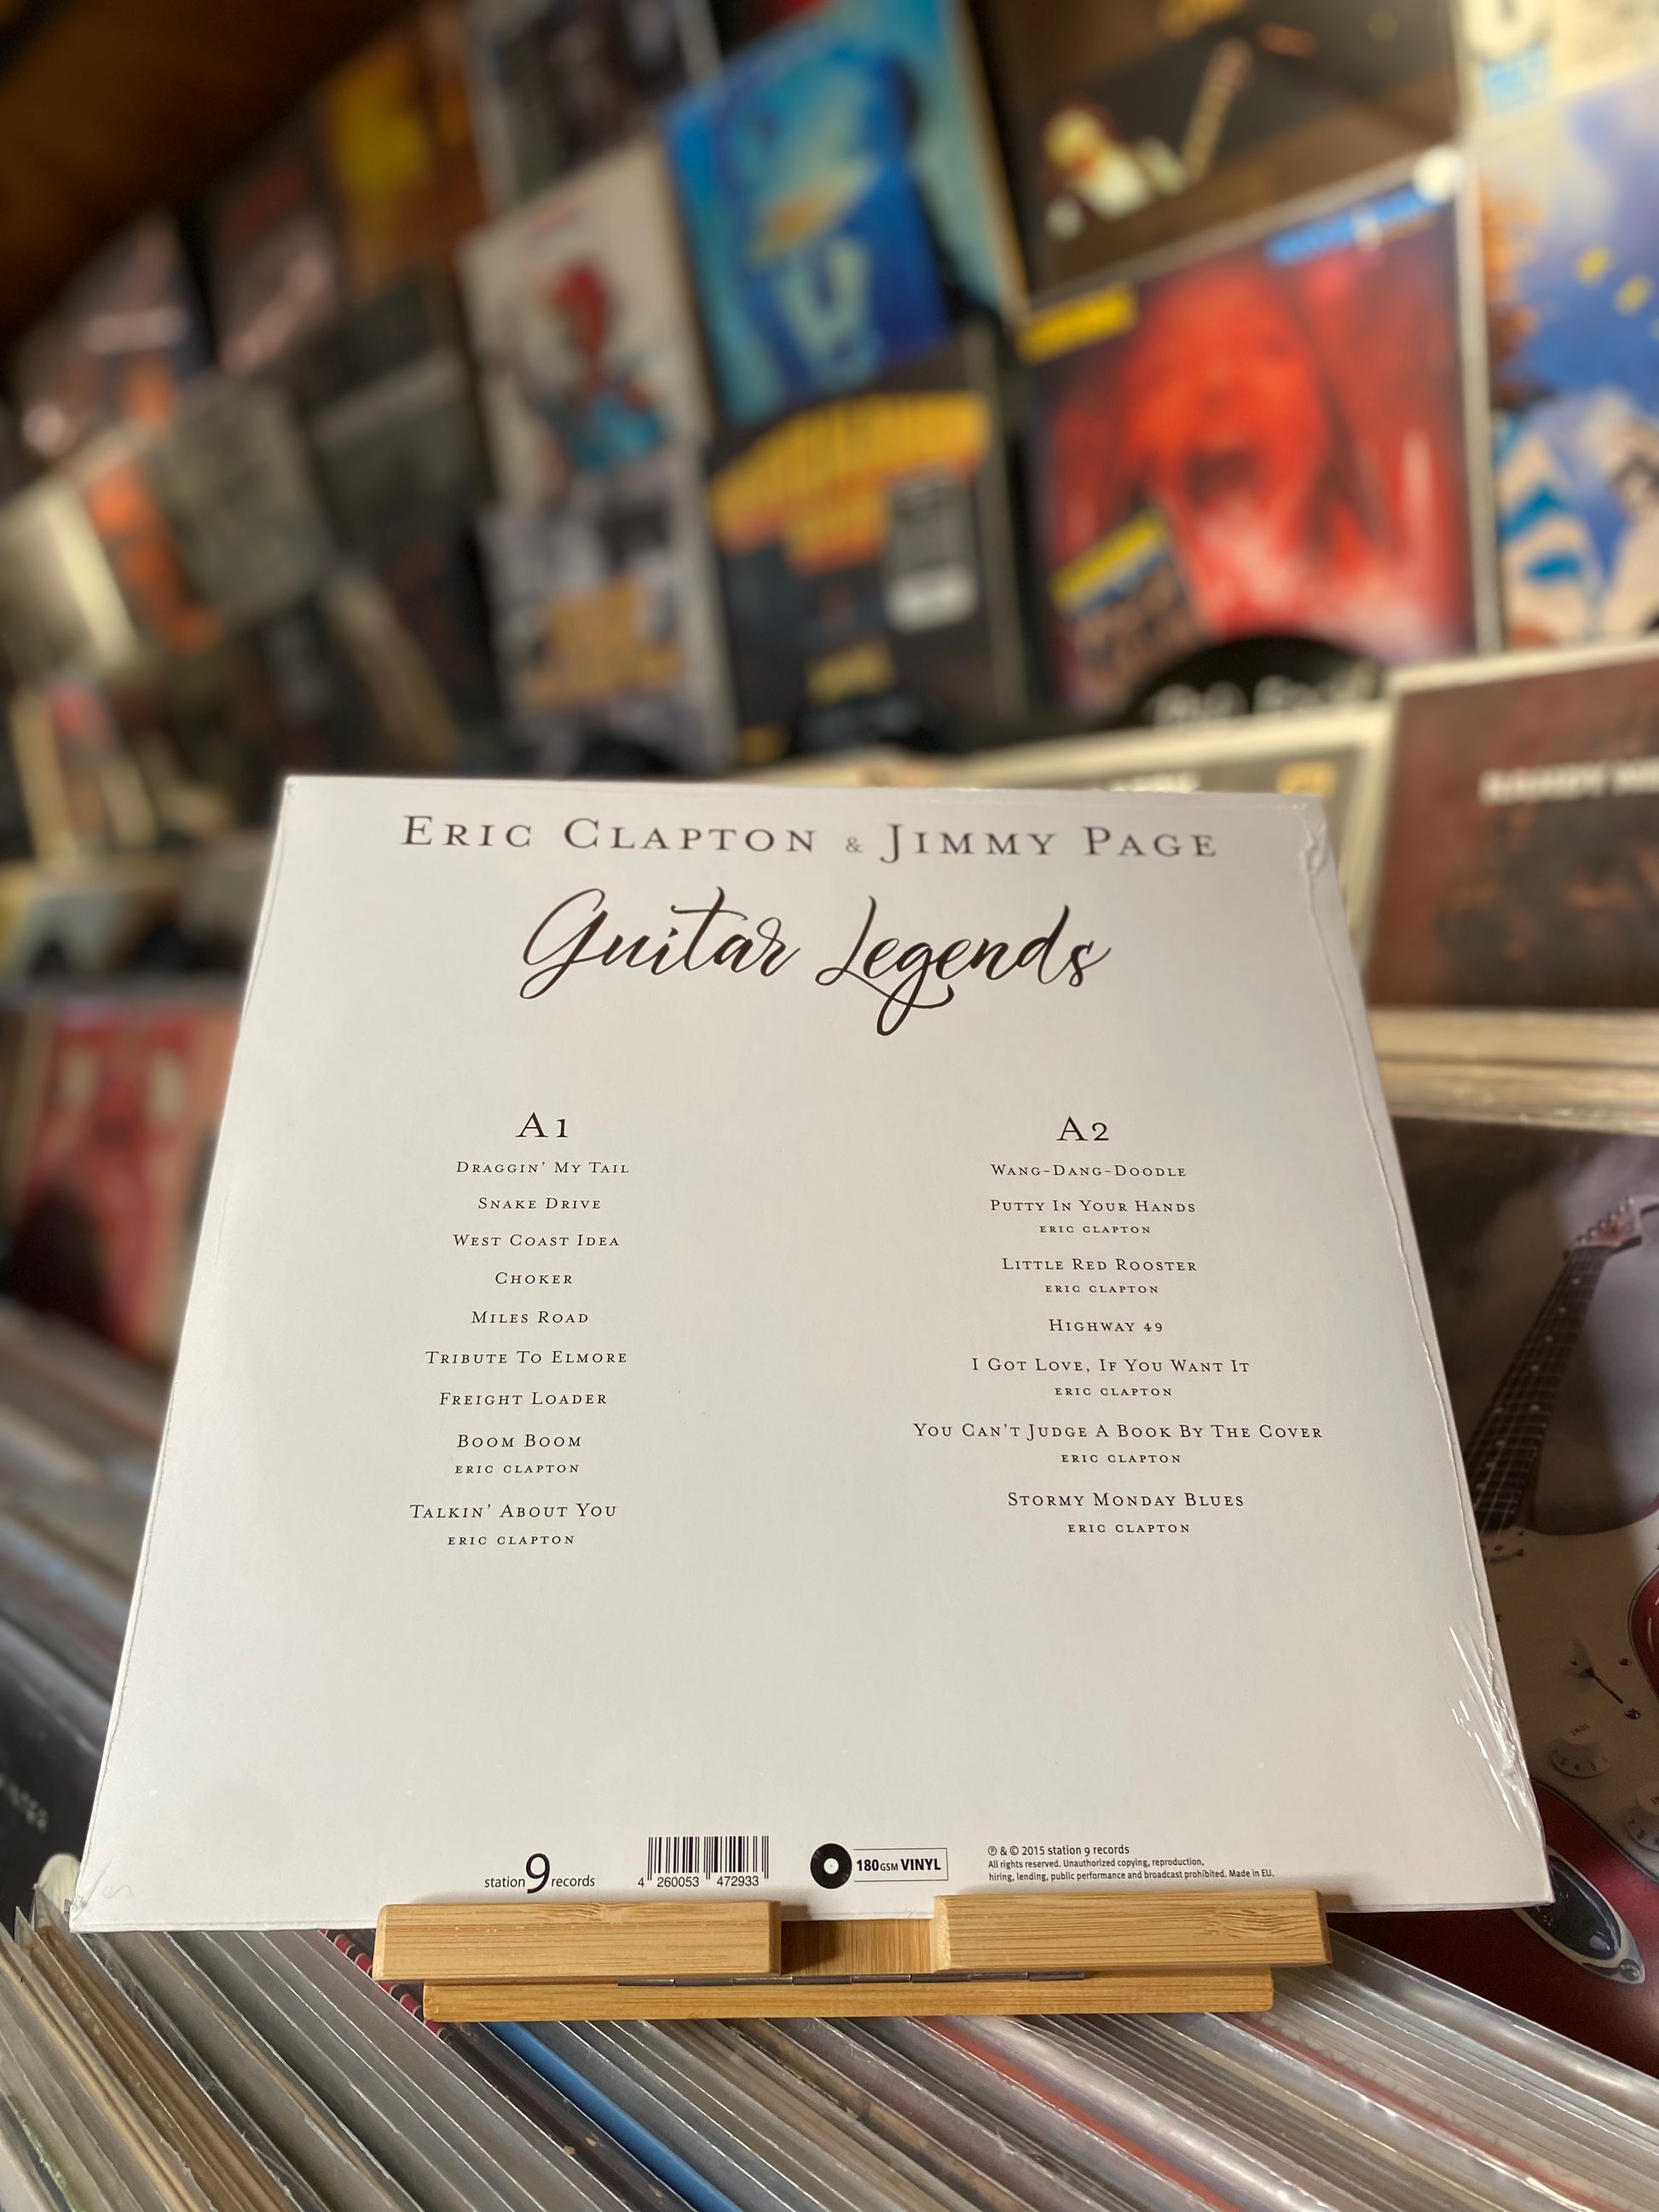 ERIC CLAPTON & JIMMY PAGE
Guitar Legends
A1
DRAGGIN' MY TAIL
SNAKE DRIVE
WEST COAST IDEA
CHOKER
MILES ROAD
TRIBUTE TO ELMORE
FREIGHT LOADER
BOOM BOOM
ERIC CLAPTON
TALKIN' ABOUT YOU
ERIC CLAPTON
A2
WANG-DANG-DOODLE
PUTTY IN YOUR HANDS
ERIC CLAPTON
LITTLE RED ROOSTER
ERIC CLAPTON
HIGHWAY 49
I GOT LOVE, IF YOU WANT IT
ERIC CLAPTON
YOU CAN'T JUDGE A BOOK BY THE COVER
ERIC CLAPTON
STORMY MONDAY BLUES
ERIC CLAPTON
station 9 records
4 260053 472933
180GSM VINYL
℗ & © 2015 station 9 records
All rights reserved. Unauthorized copying, reproduction,
hiring, lending, public performance and broadcast prohibited. Made in EU.